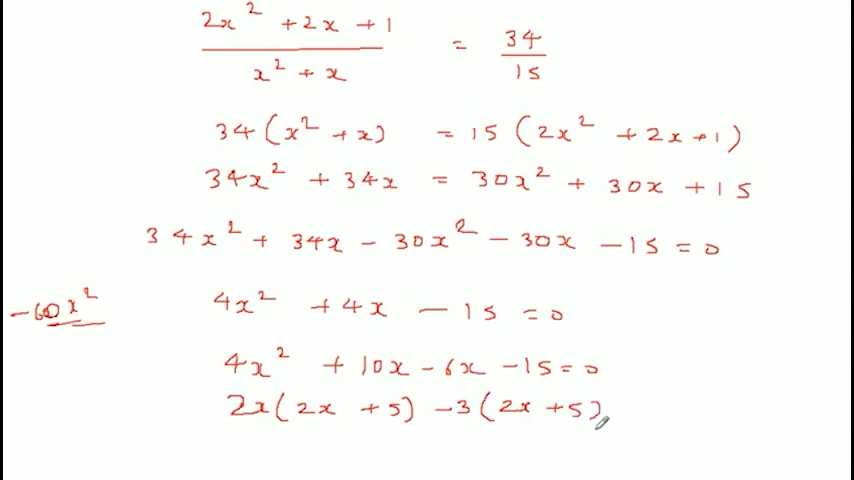 2x² + 2x + 1 / x² + x = 34/15
34(x² + x) = 15(2x² + 2x + 1)
34x² + 34x = 30x² + 30x + 15
34x² + 34x - 30x² - 30x - 15 = 0
-60x² 4x² + 4x - 15 = 0
4x² + 10x - 6x - 15 = 0
2x(2x + 5) - 3(2x + 5)